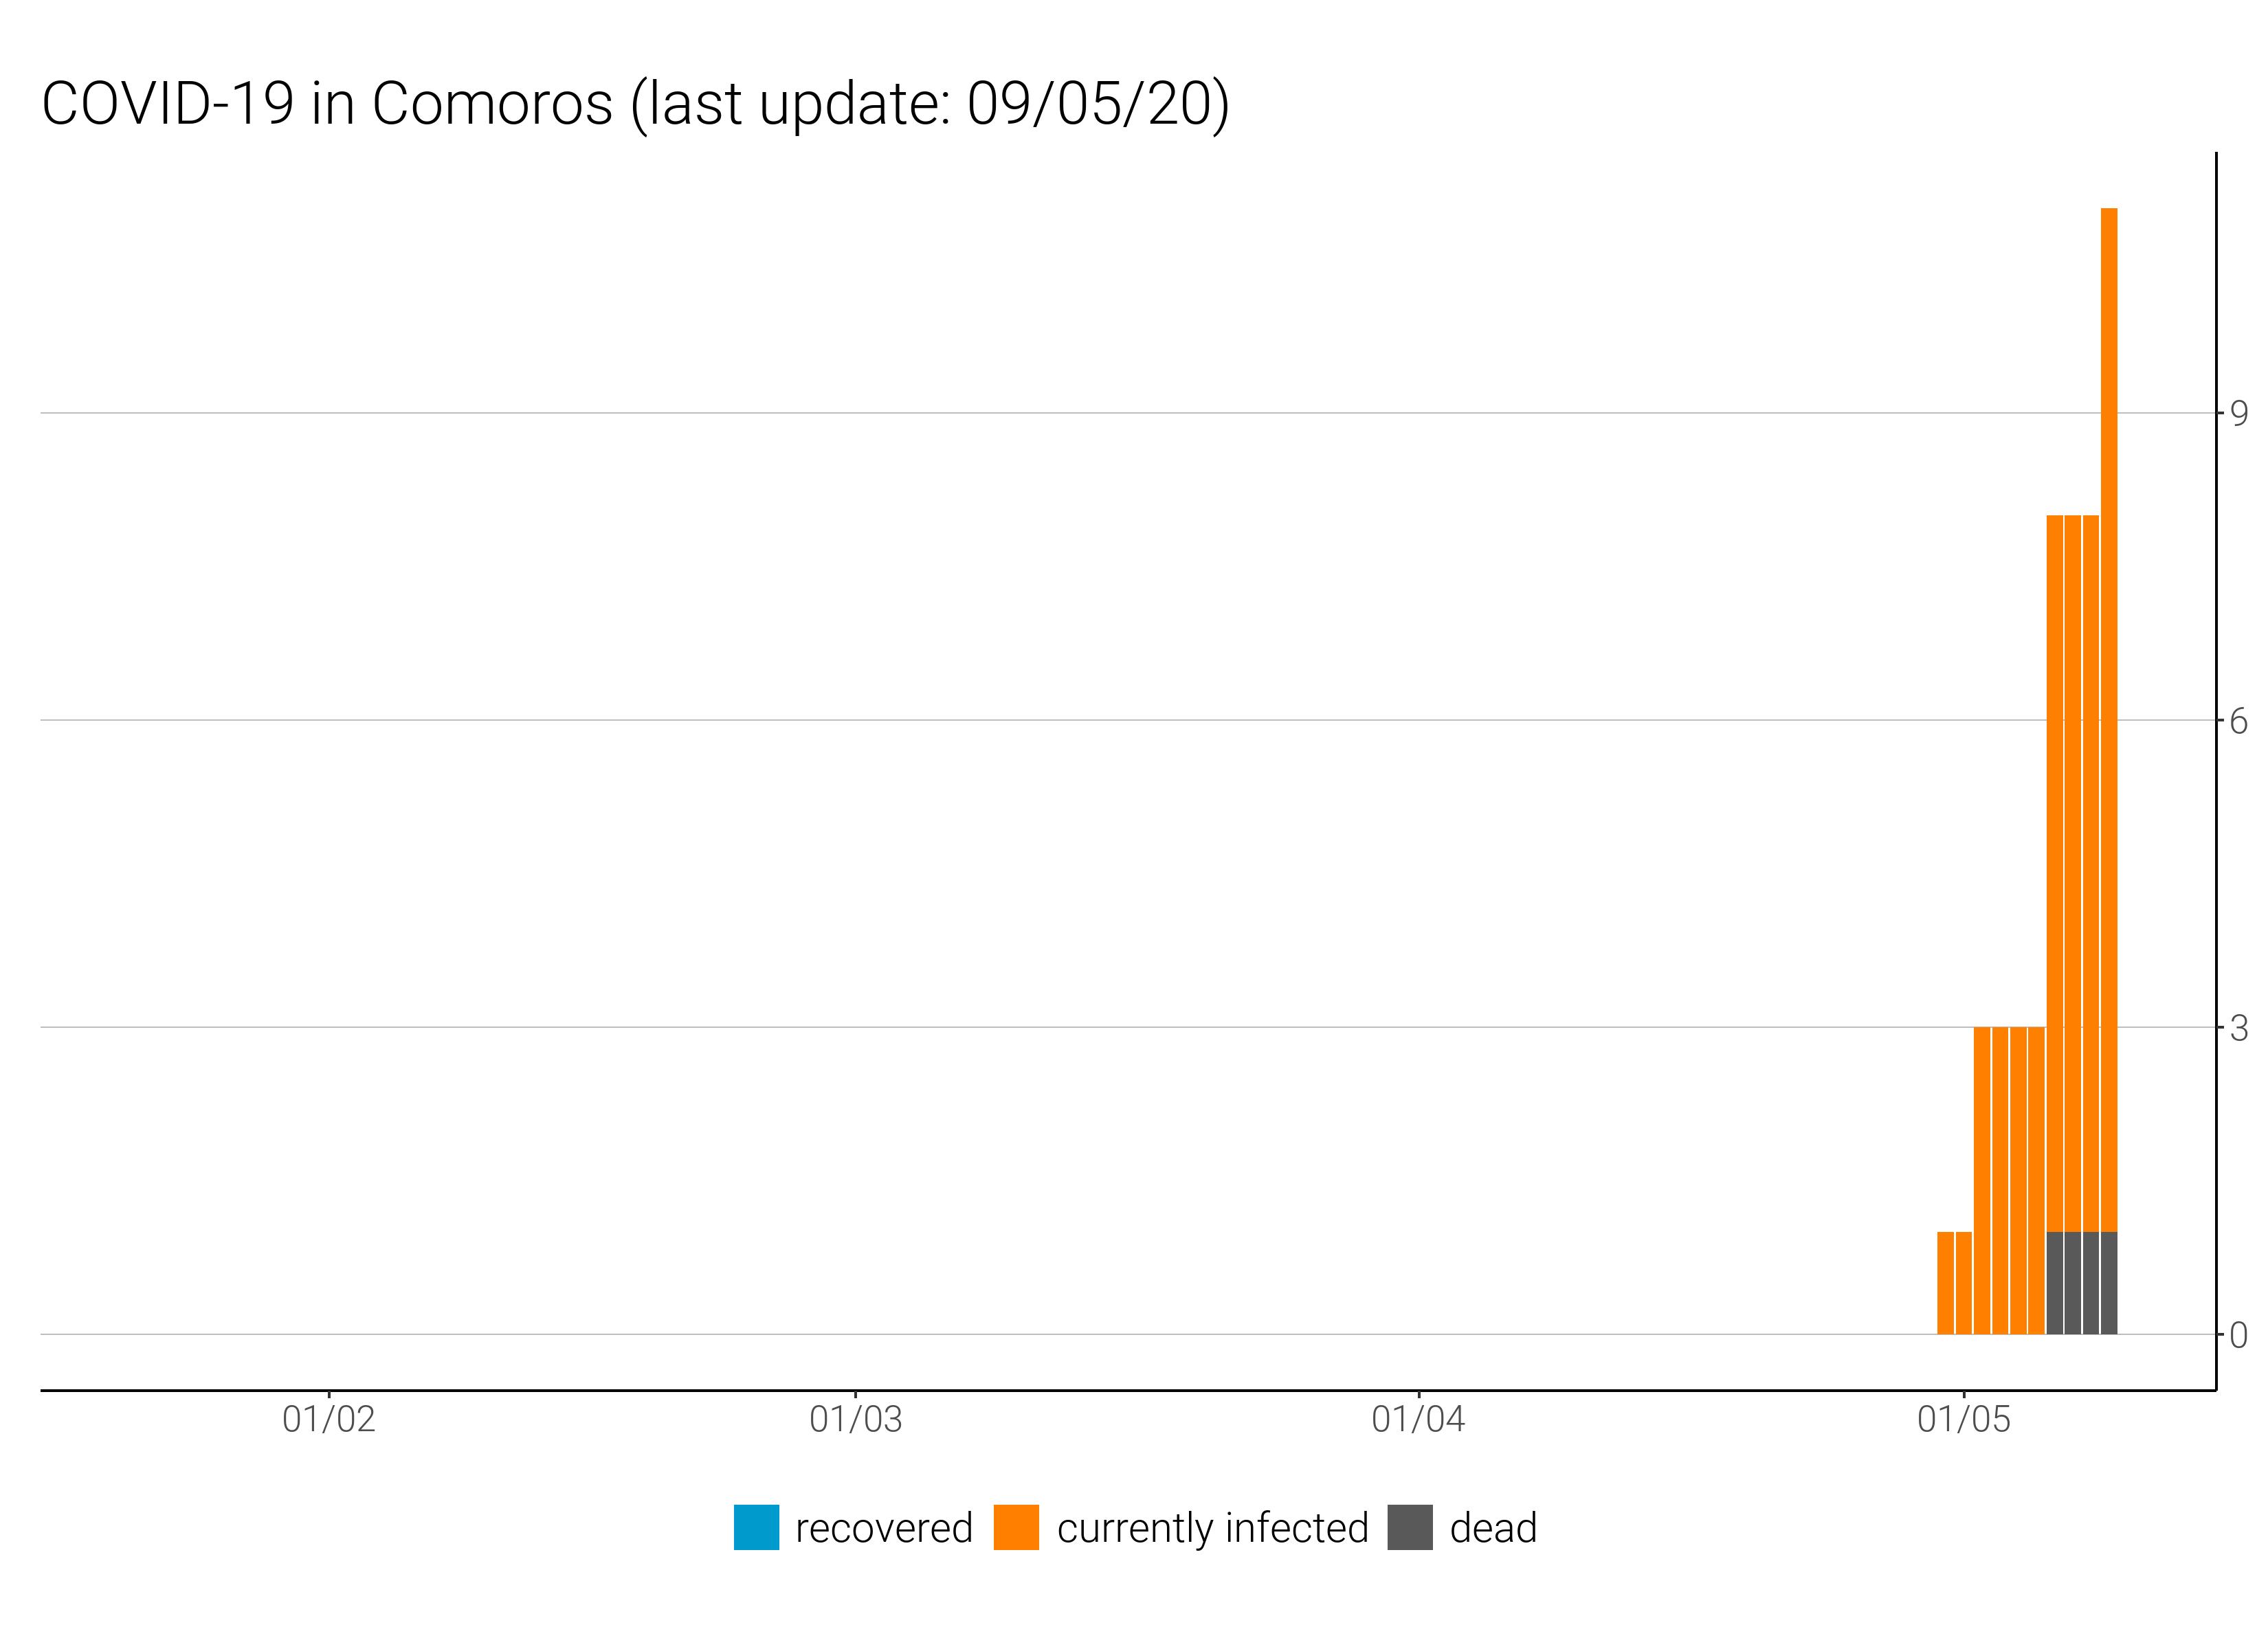 COVID-19 in Comoros (last update: 09/05/20)
9
6
3
0
01/02 01/03 01/04 01/05
recovered currently infected dead